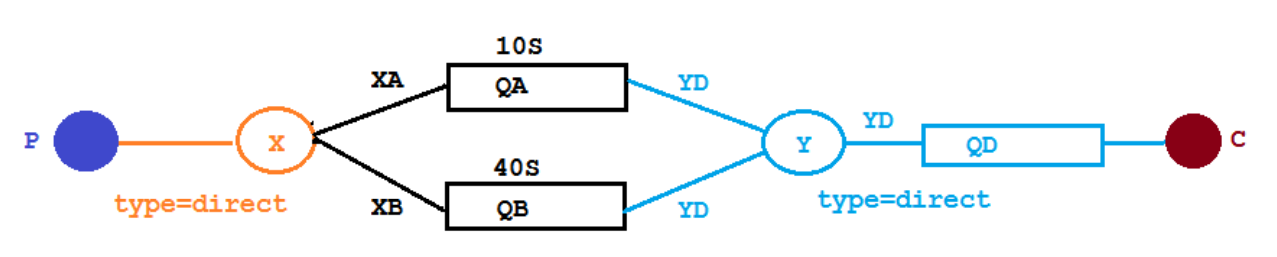 10S
XA
QA
YD
P
X
Y
YD
QD
C
40S
type=direct
XB
QB
YD
type=direct